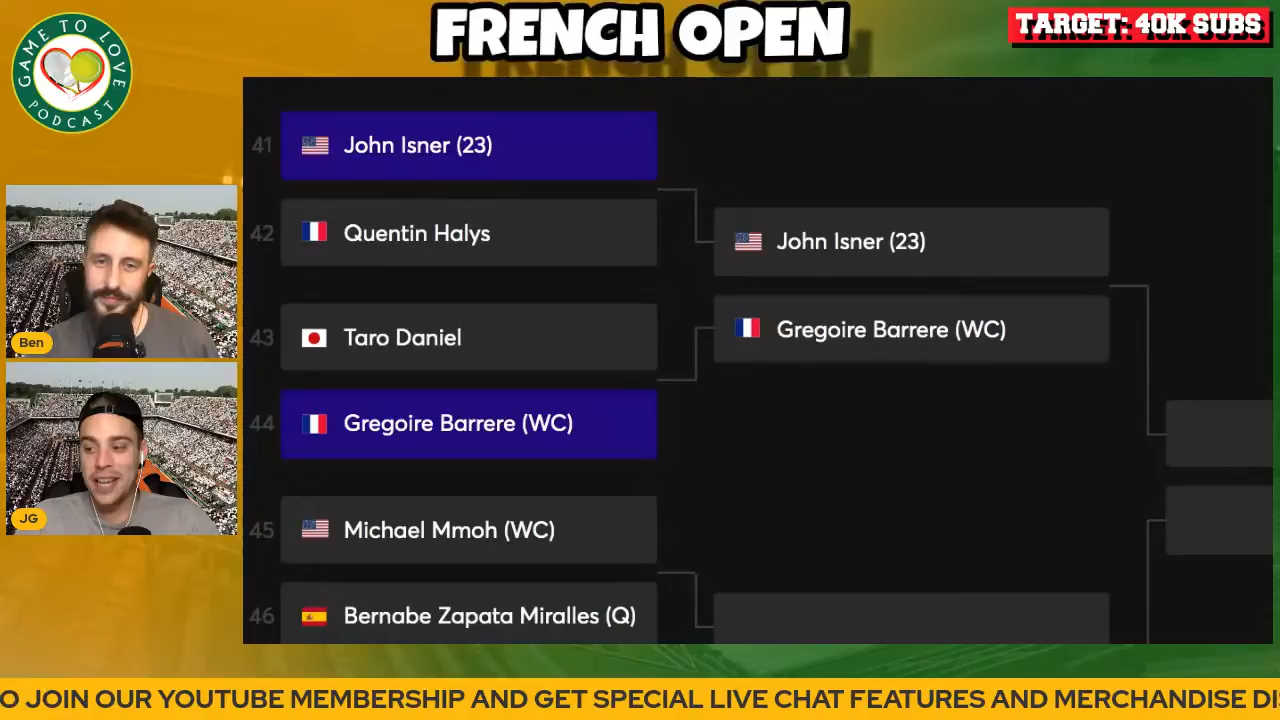 GAME TO LOVE
PODCAST
FRENCH OPEN
TARGET: 40K SUBS
41 John Isner (23)
42 Quentin Halys
John Isner (23)
Gregoire Barrere (WC)
43 Taro Daniel
44 Gregoire Barrere (WC)
45 Michael Mmoh (WC)
46 Bernabe Zapata Miralles (Q)
Ben
JG
O JOIN OUR YOUTUBE MEMBERSHIP AND GET SPECIAL LIVE CHAT FEATURES AND MERCHANDISE DI